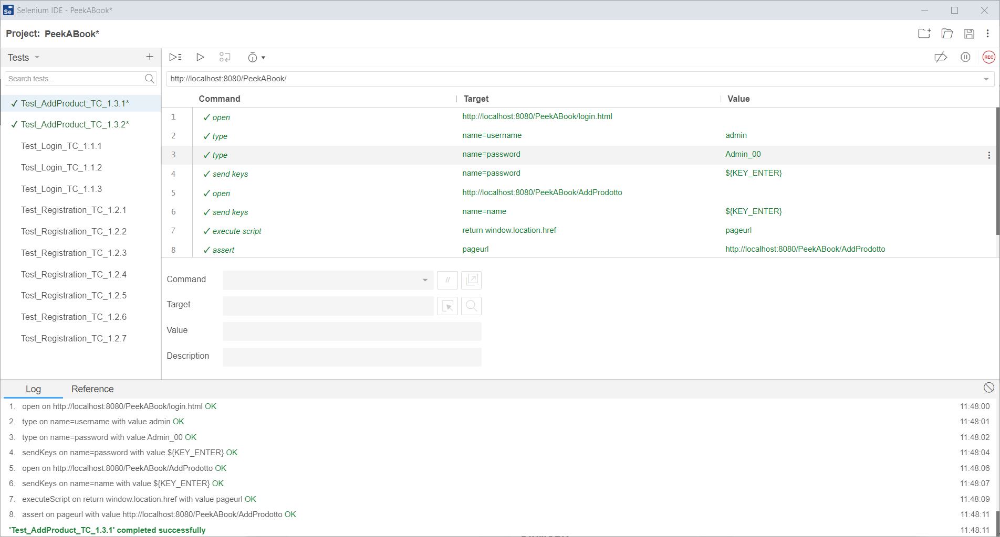 Se Selenium IDE - PeekABook*
Project: PeekABook*
Tests
Search tests...
Test_AddProduct_TC_1.3.1*
Test_AddProduct_TC_1.3.2*
Test_Login_TC_1.1.1
Test_Login_TC_1.1.2
Test_Login_TC_1.1.3
Test_Registration_TC_1.2.1
Test_Registration_TC_1.2.2
Test_Registration_TC_1.2.3
Test_Registration_TC_1.2.4
Test_Registration_TC_1.2.5
Test_Registration_TC_1.2.6
Test_Registration_TC_1.2.7
REC
http://localhost:8080/PeekABook/
Command Target Value
1 ✓ open http://localhost:8080/PeekABook/login.html
2 ✓ type name=username admin
3 ✓ type name=password Admin_00
4 ✓ send keys name=password ${KEY_ENTER}
5 ✓ open http://localhost:8080/PeekABook/AddProdotto
6 ✓ send keys name=name ${KEY_ENTER}
7 ✓ execute script return window.location.href pageurl
8 ✓ assert pageurl http://localhost:8080/PeekABook/AddProdotto
Command //
Target
Value
Description
Log Reference
1. open on http://localhost:8080/PeekABook/login.html OK 11:48:00
2. type on name=username with value admin OK 11:48:01
3. type on name=password with value Admin_00 OK 11:48:02
4. sendKeys on name=password with value ${KEY_ENTER} OK 11:48:04
5. open on http://localhost:8080/PeekABook/AddProdotto OK 11:48:06
6. sendKeys on name=name with value ${KEY_ENTER} OK 11:48:07
7. executeScript on return window.location.href with value pageurl OK 11:48:09
8. assert on pageurl with value http://localhost:8080/PeekABook/AddProdotto OK 11:48:11
'Test_AddProduct_TC_1.3.1' completed successfully 11:48:11